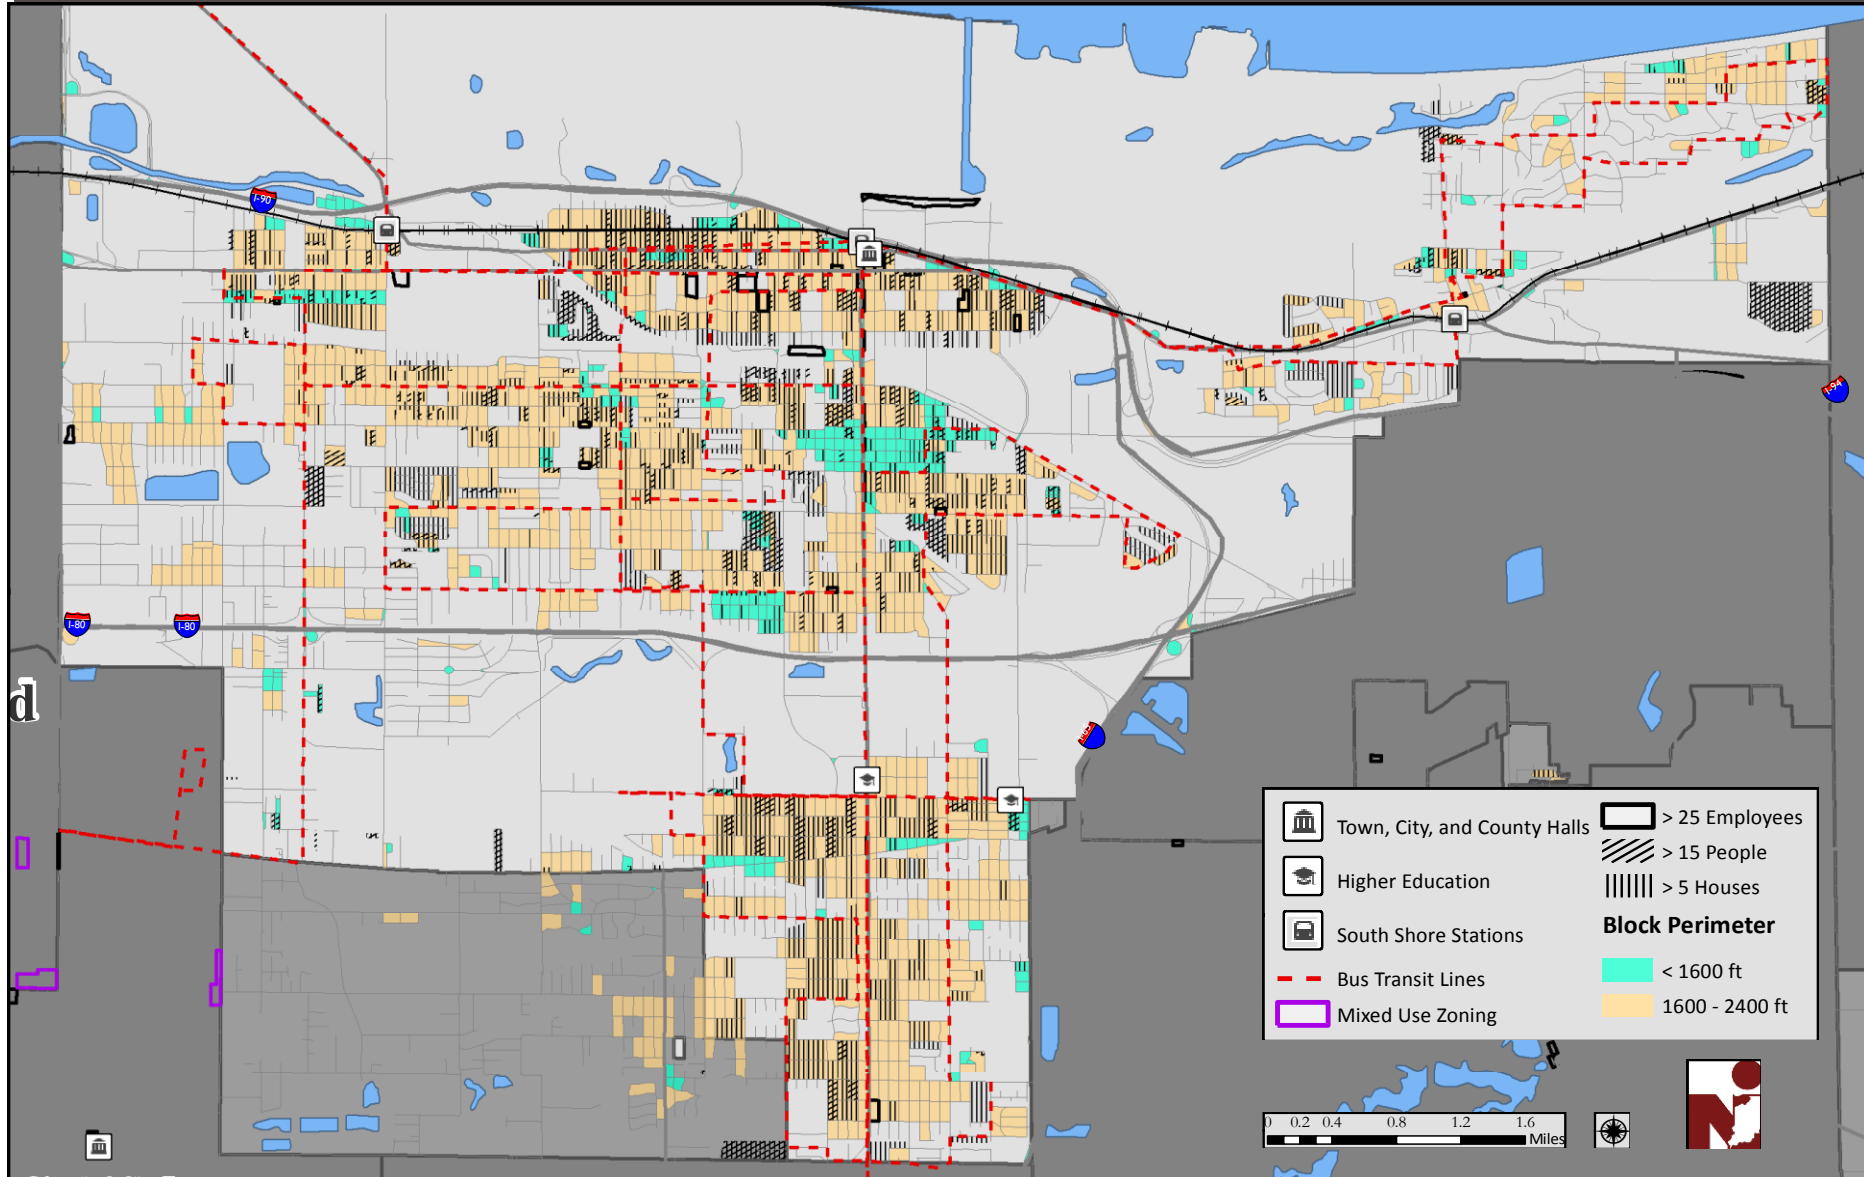 I-90
I-94
I-80
I-80
d
Town, City, and County Halls
Higher Education
South Shore Stations
Bus Transit Lines
Mixed Use Zoning
> 25 Employees
> 15 People
> 5 Houses
Block Perimeter
< 1600 ft
1600 - 2400 ft
0 0.2 0.4 0.8 1.2 1.6
Miles